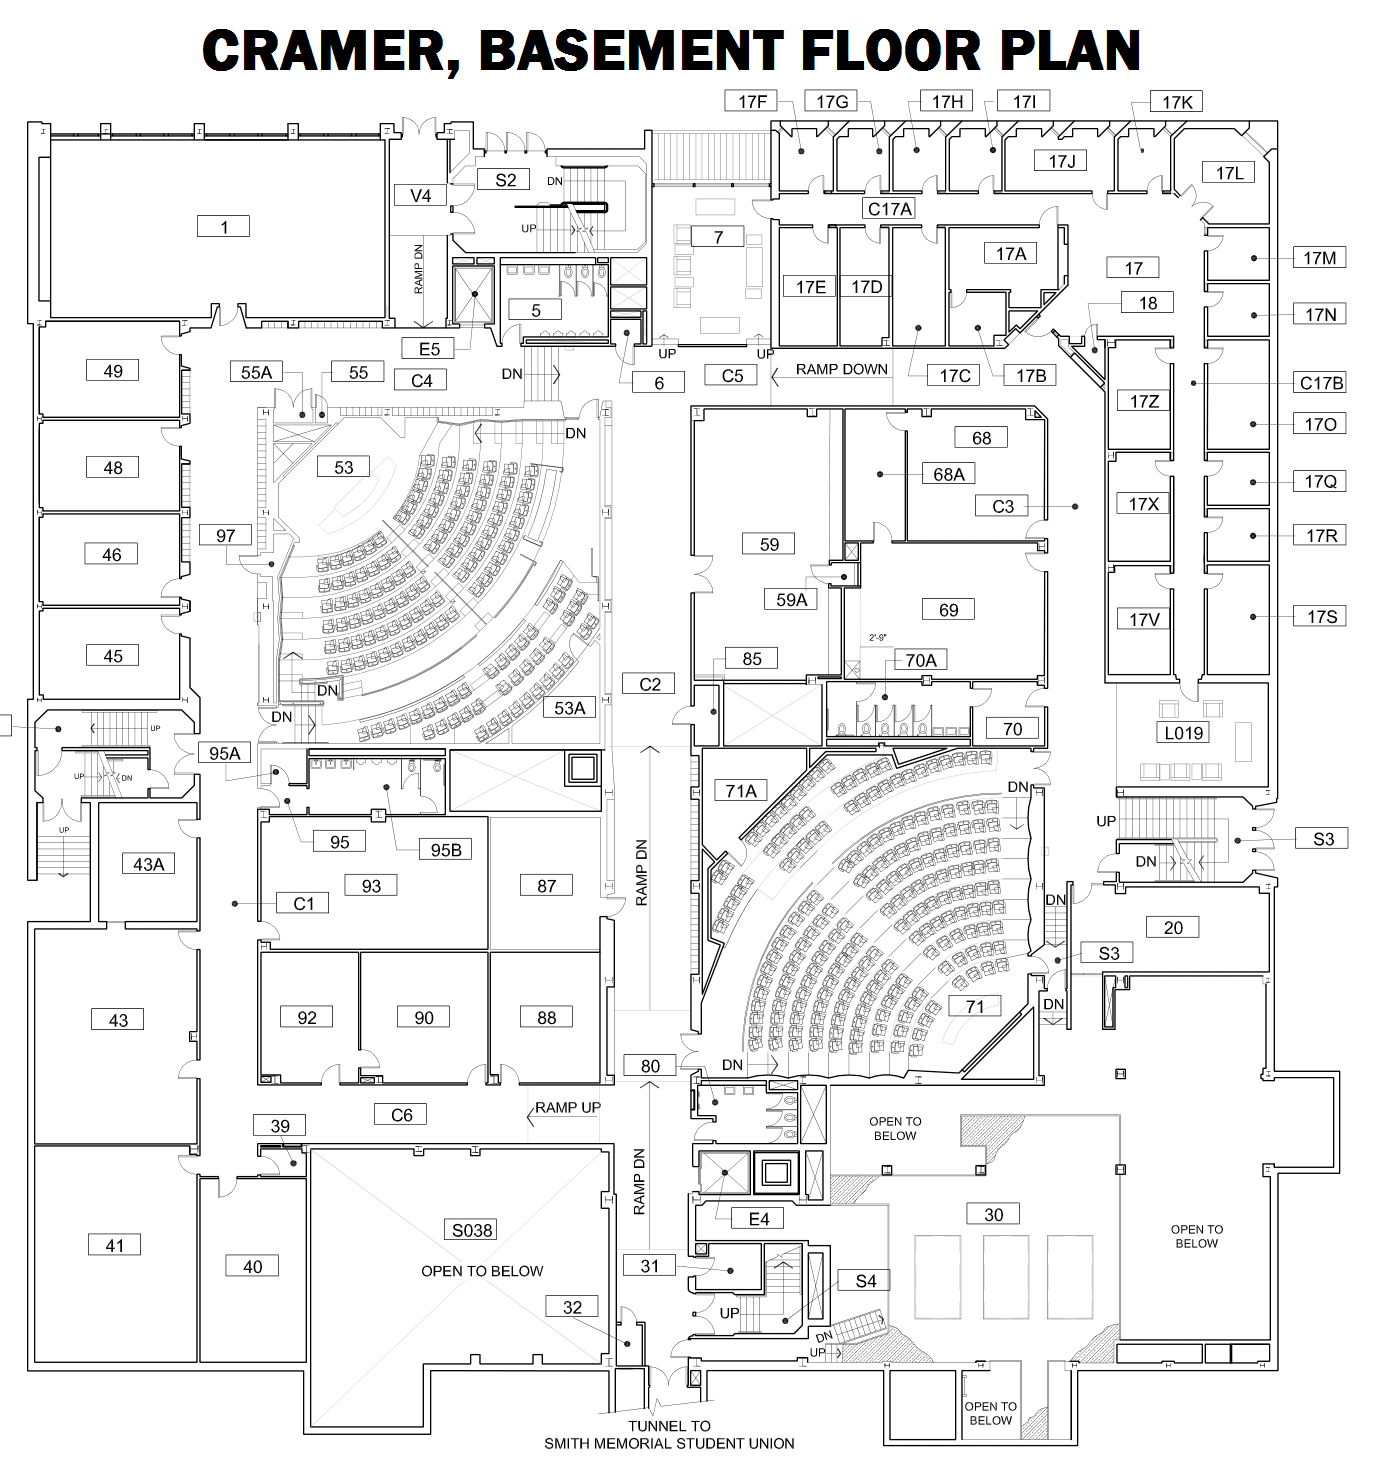 CRAMER, BASEMENT FLOOR PLAN
17F
17G
17H
17I
17K
17J
17L
S2
DN
UP
V4
1
RAMP DN
C17A
7
17A
17
17M
17E
17D
18
17N
5
E5
6
UP
UP
C5
RAMP DOWN
17C
17B
C17B
49
55A
55
C4
DN
17Z
17O
DN
68
48
53
68A
17Q
C3
17X
97
59
17R
46
59A
69
17V
17S
2'-9"
45
85
70A
C2
DN
53A
DN
70
L019
UP
95A
UP
DN
71A
DN
UP
UP
S3
95
95B
43A
DN
RAMP DN
93
87
C1
DN
20
S3
43
92
90
88
71
DN
80
DN
C6
RAMP UP
39
OPEN TO
BELOW
RAMP DN
E4
30
41
S038
OPEN TO
BELOW
40
OPEN TO BELOW
31
S4
32
UP
DN
UP
OPEN TO
BELOW
TUNNEL TO
SMITH MEMORIAL STUDENT UNION